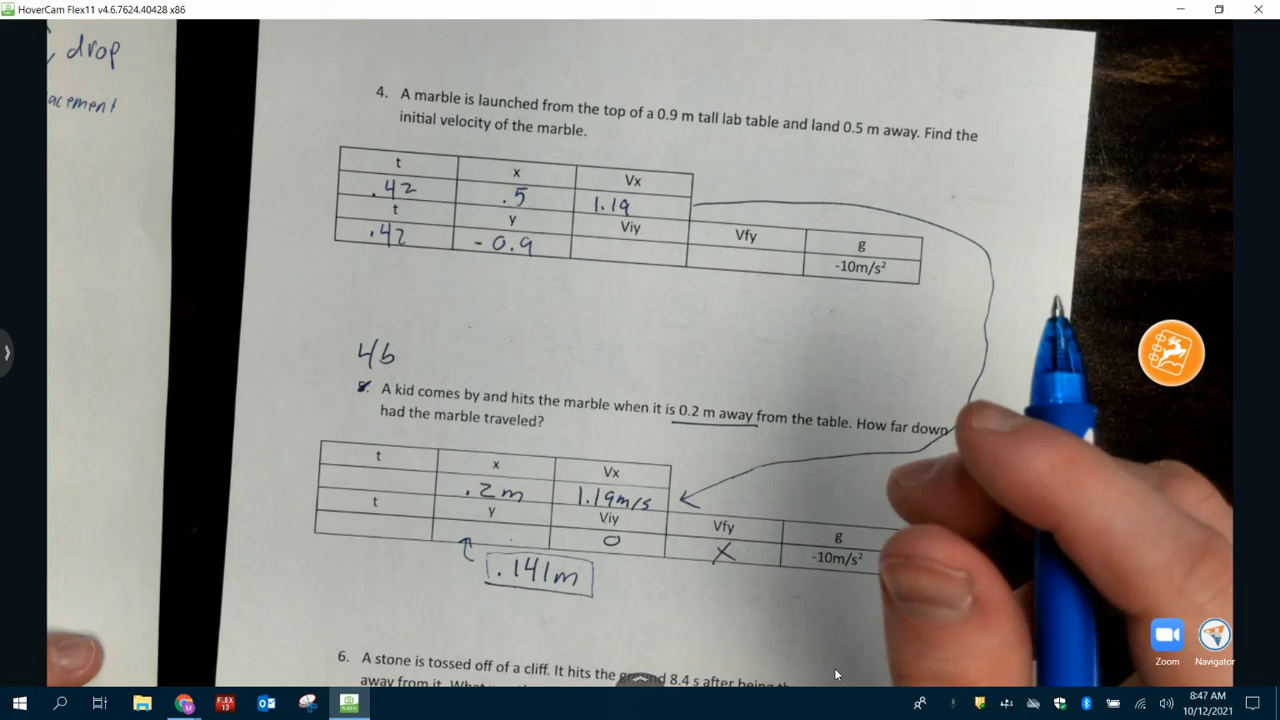 HoverCam Flex11 v4.6.7624.40428 x86
drop
acement
4. A marble is launched from the top of a 0.9 m tall lab table and land 0.5 m away. Find the
initial velocity of the marble.
t x Vx
.42 .5 1.19
t y Viy Vfy g
.42 - 0.9 -10m/s²
4b
A kid comes by and hits the marble when it is 0.2 m away from the table. How far down
had the marble traveled?
t x Vx
.2m 1.19m/s
t y Viy Vfy g
0 X -10m/s²
.141m
6. A stone is tossed off of a cliff. It hits the ground 8.4 s after being
away from it.
Zoom
Navigator
FLEX
13
8:47 AM
10/12/2021